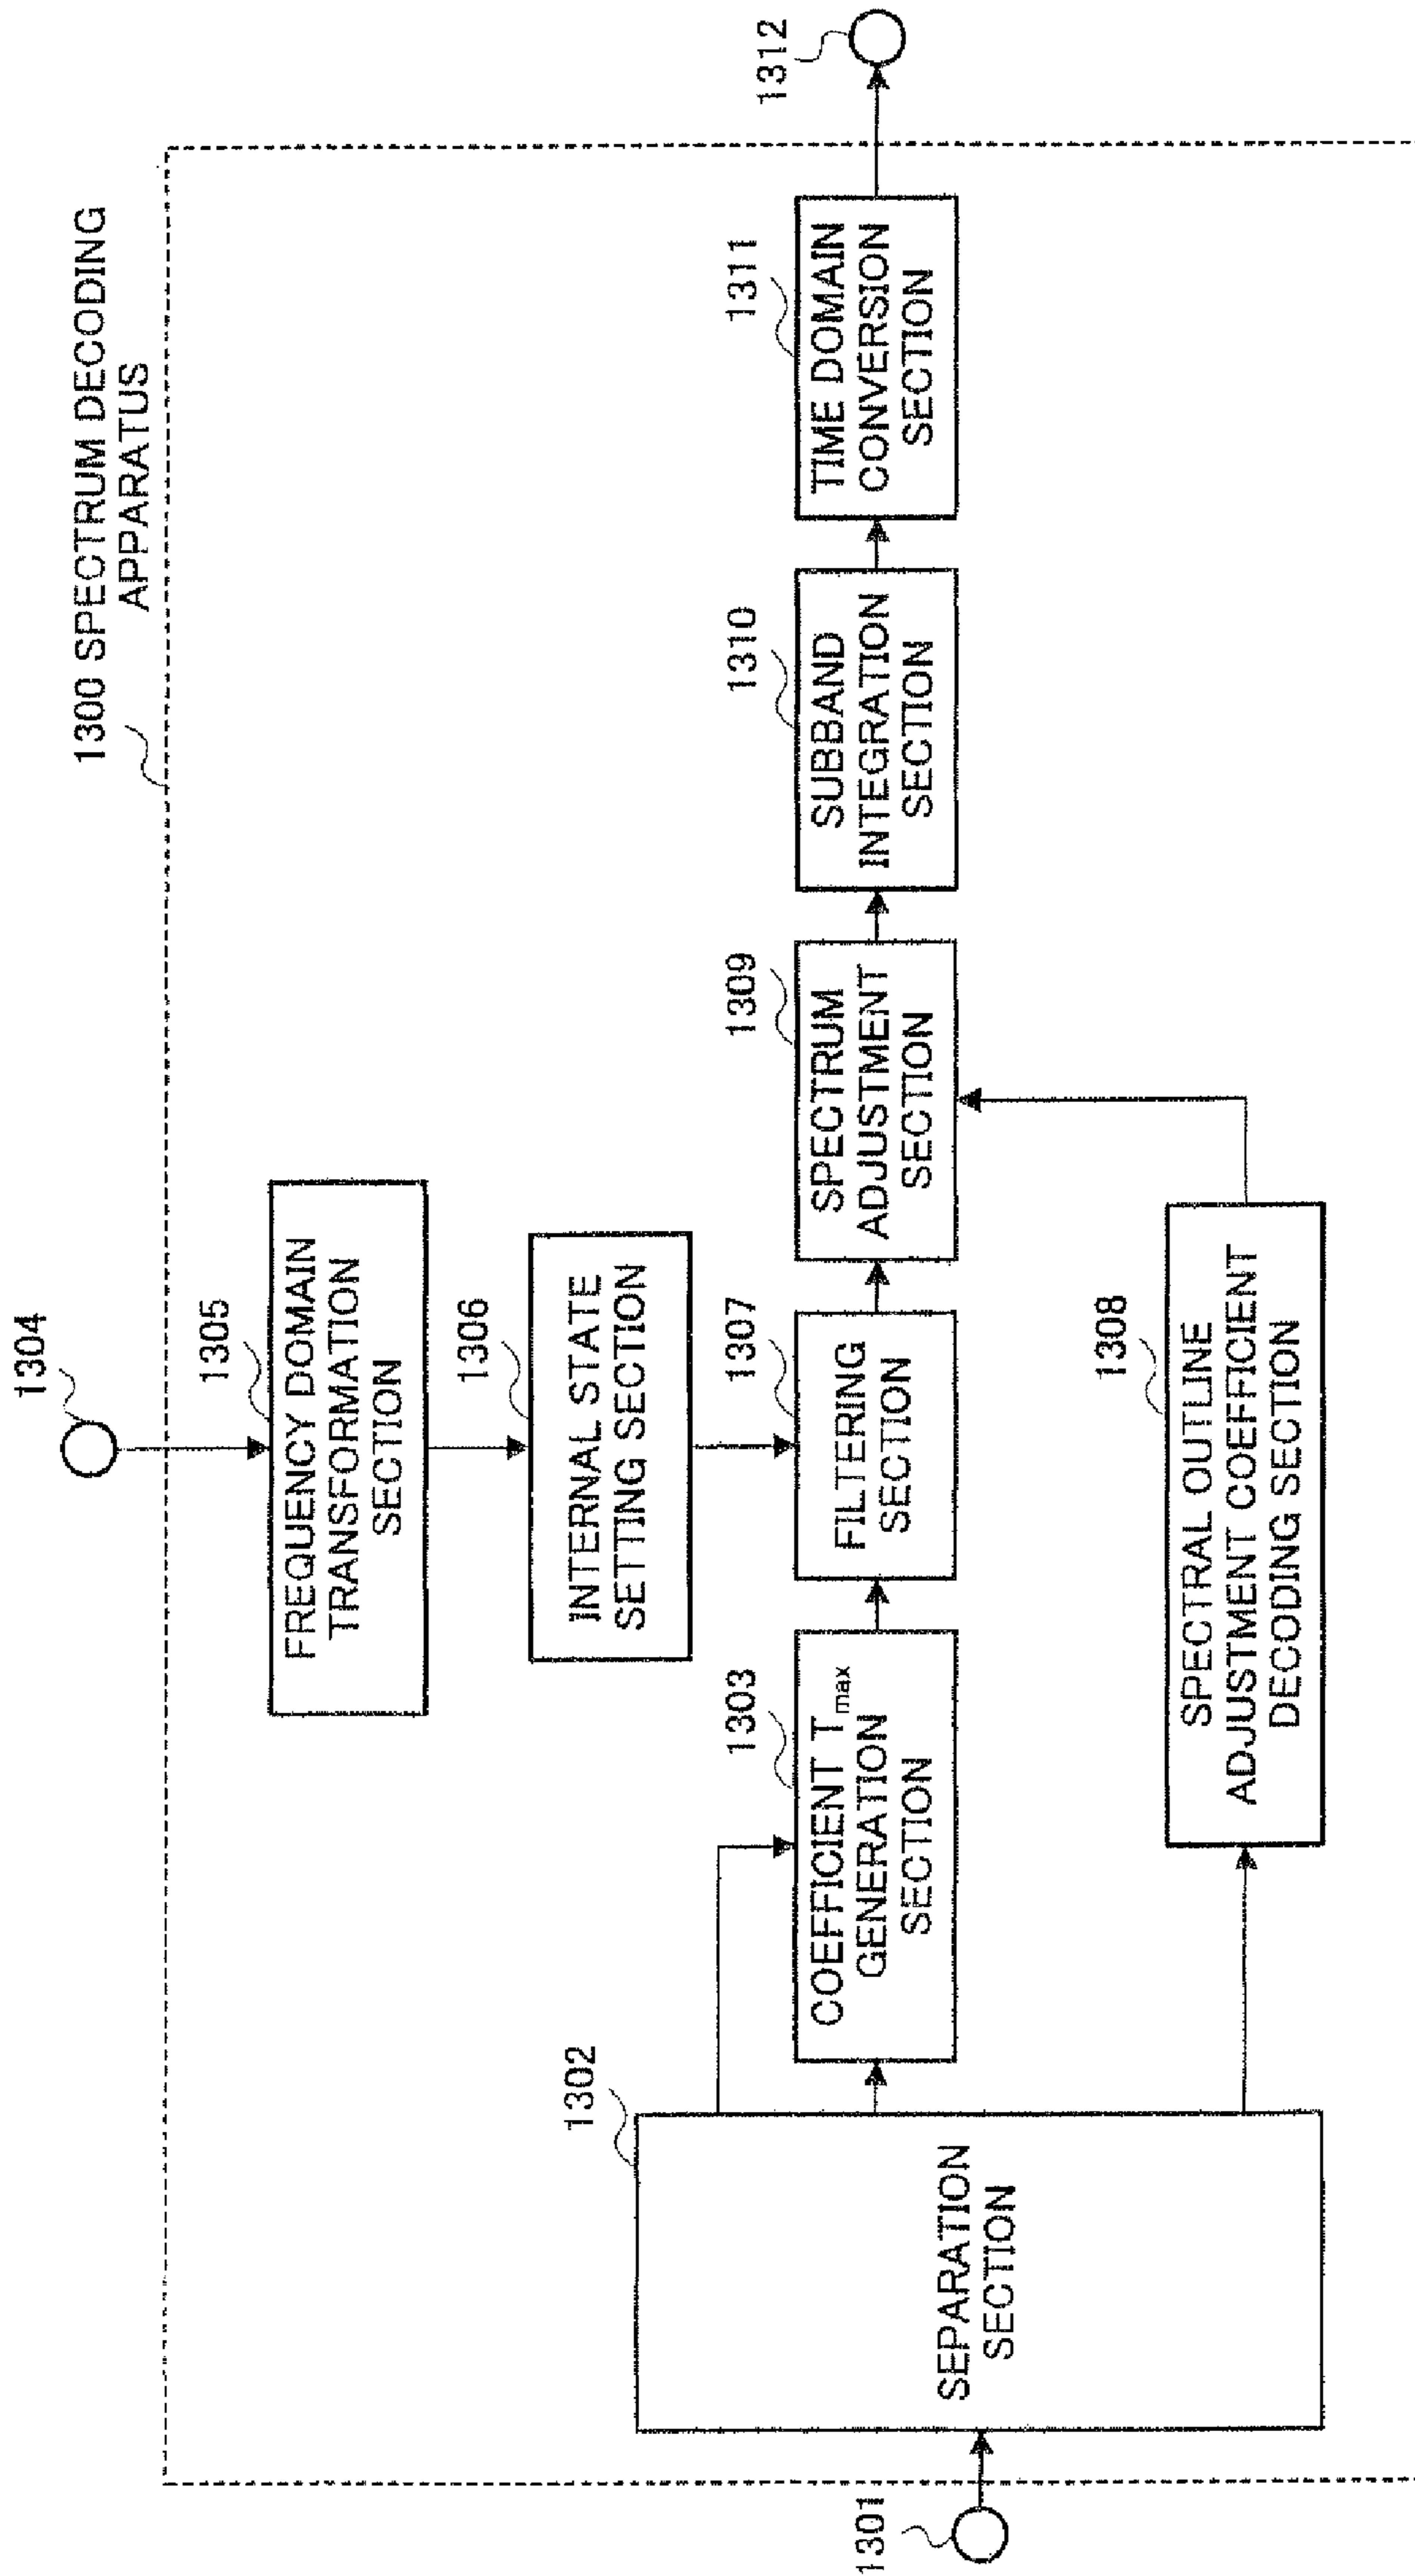 1300 SPECTRUM DECODING
APPARATUS
1304
1305
FREQUENCY DOMAIN
TRANSFORMATION
SECTION
1306
INTERNAL STATE
SETTING SECTION
1301
1302
SEPARATION
SECTION
1303
COEFFICIENT Tmax
GENERATION
SECTION
1307
FILTERING
SECTION
1309
SPECTRUM
ADJUSTMENT
SECTION
1310
SUBBAND
INTEGRATION
SECTION
1311
TIME DOMAIN
CONVERSION
SECTION
1312
1308
SPECTRAL OUTLINE
ADJUSTMENT COEFFICIENT
DECODING SECTION